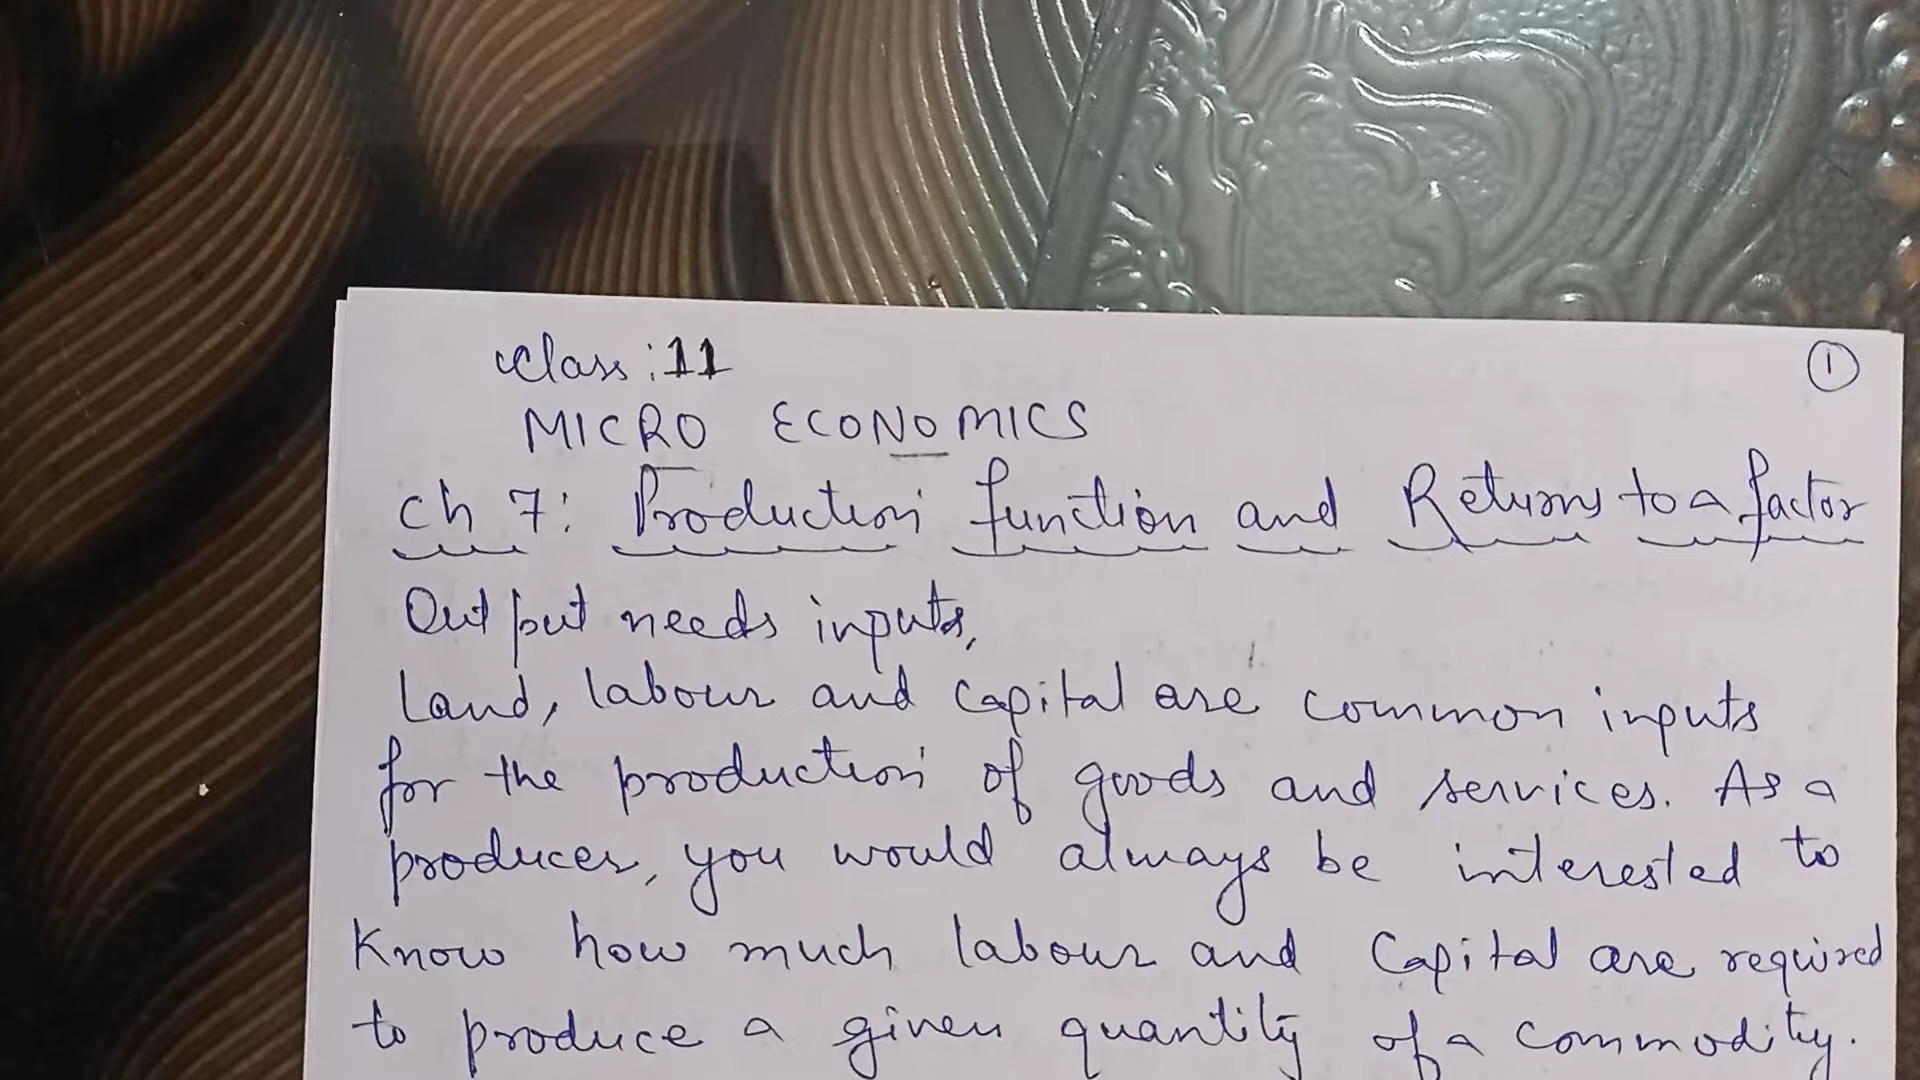 Class: 11
①
MICRO ECONOMICS
Ch 7: Production function and Returns to a factor
Output needs inputs,
Land, labour and Capital are common inputs
for the production of goods and services. As a
producer, you would always be interested to
Know how much labour and Capital are required
to produce a given quantity of a commodity.